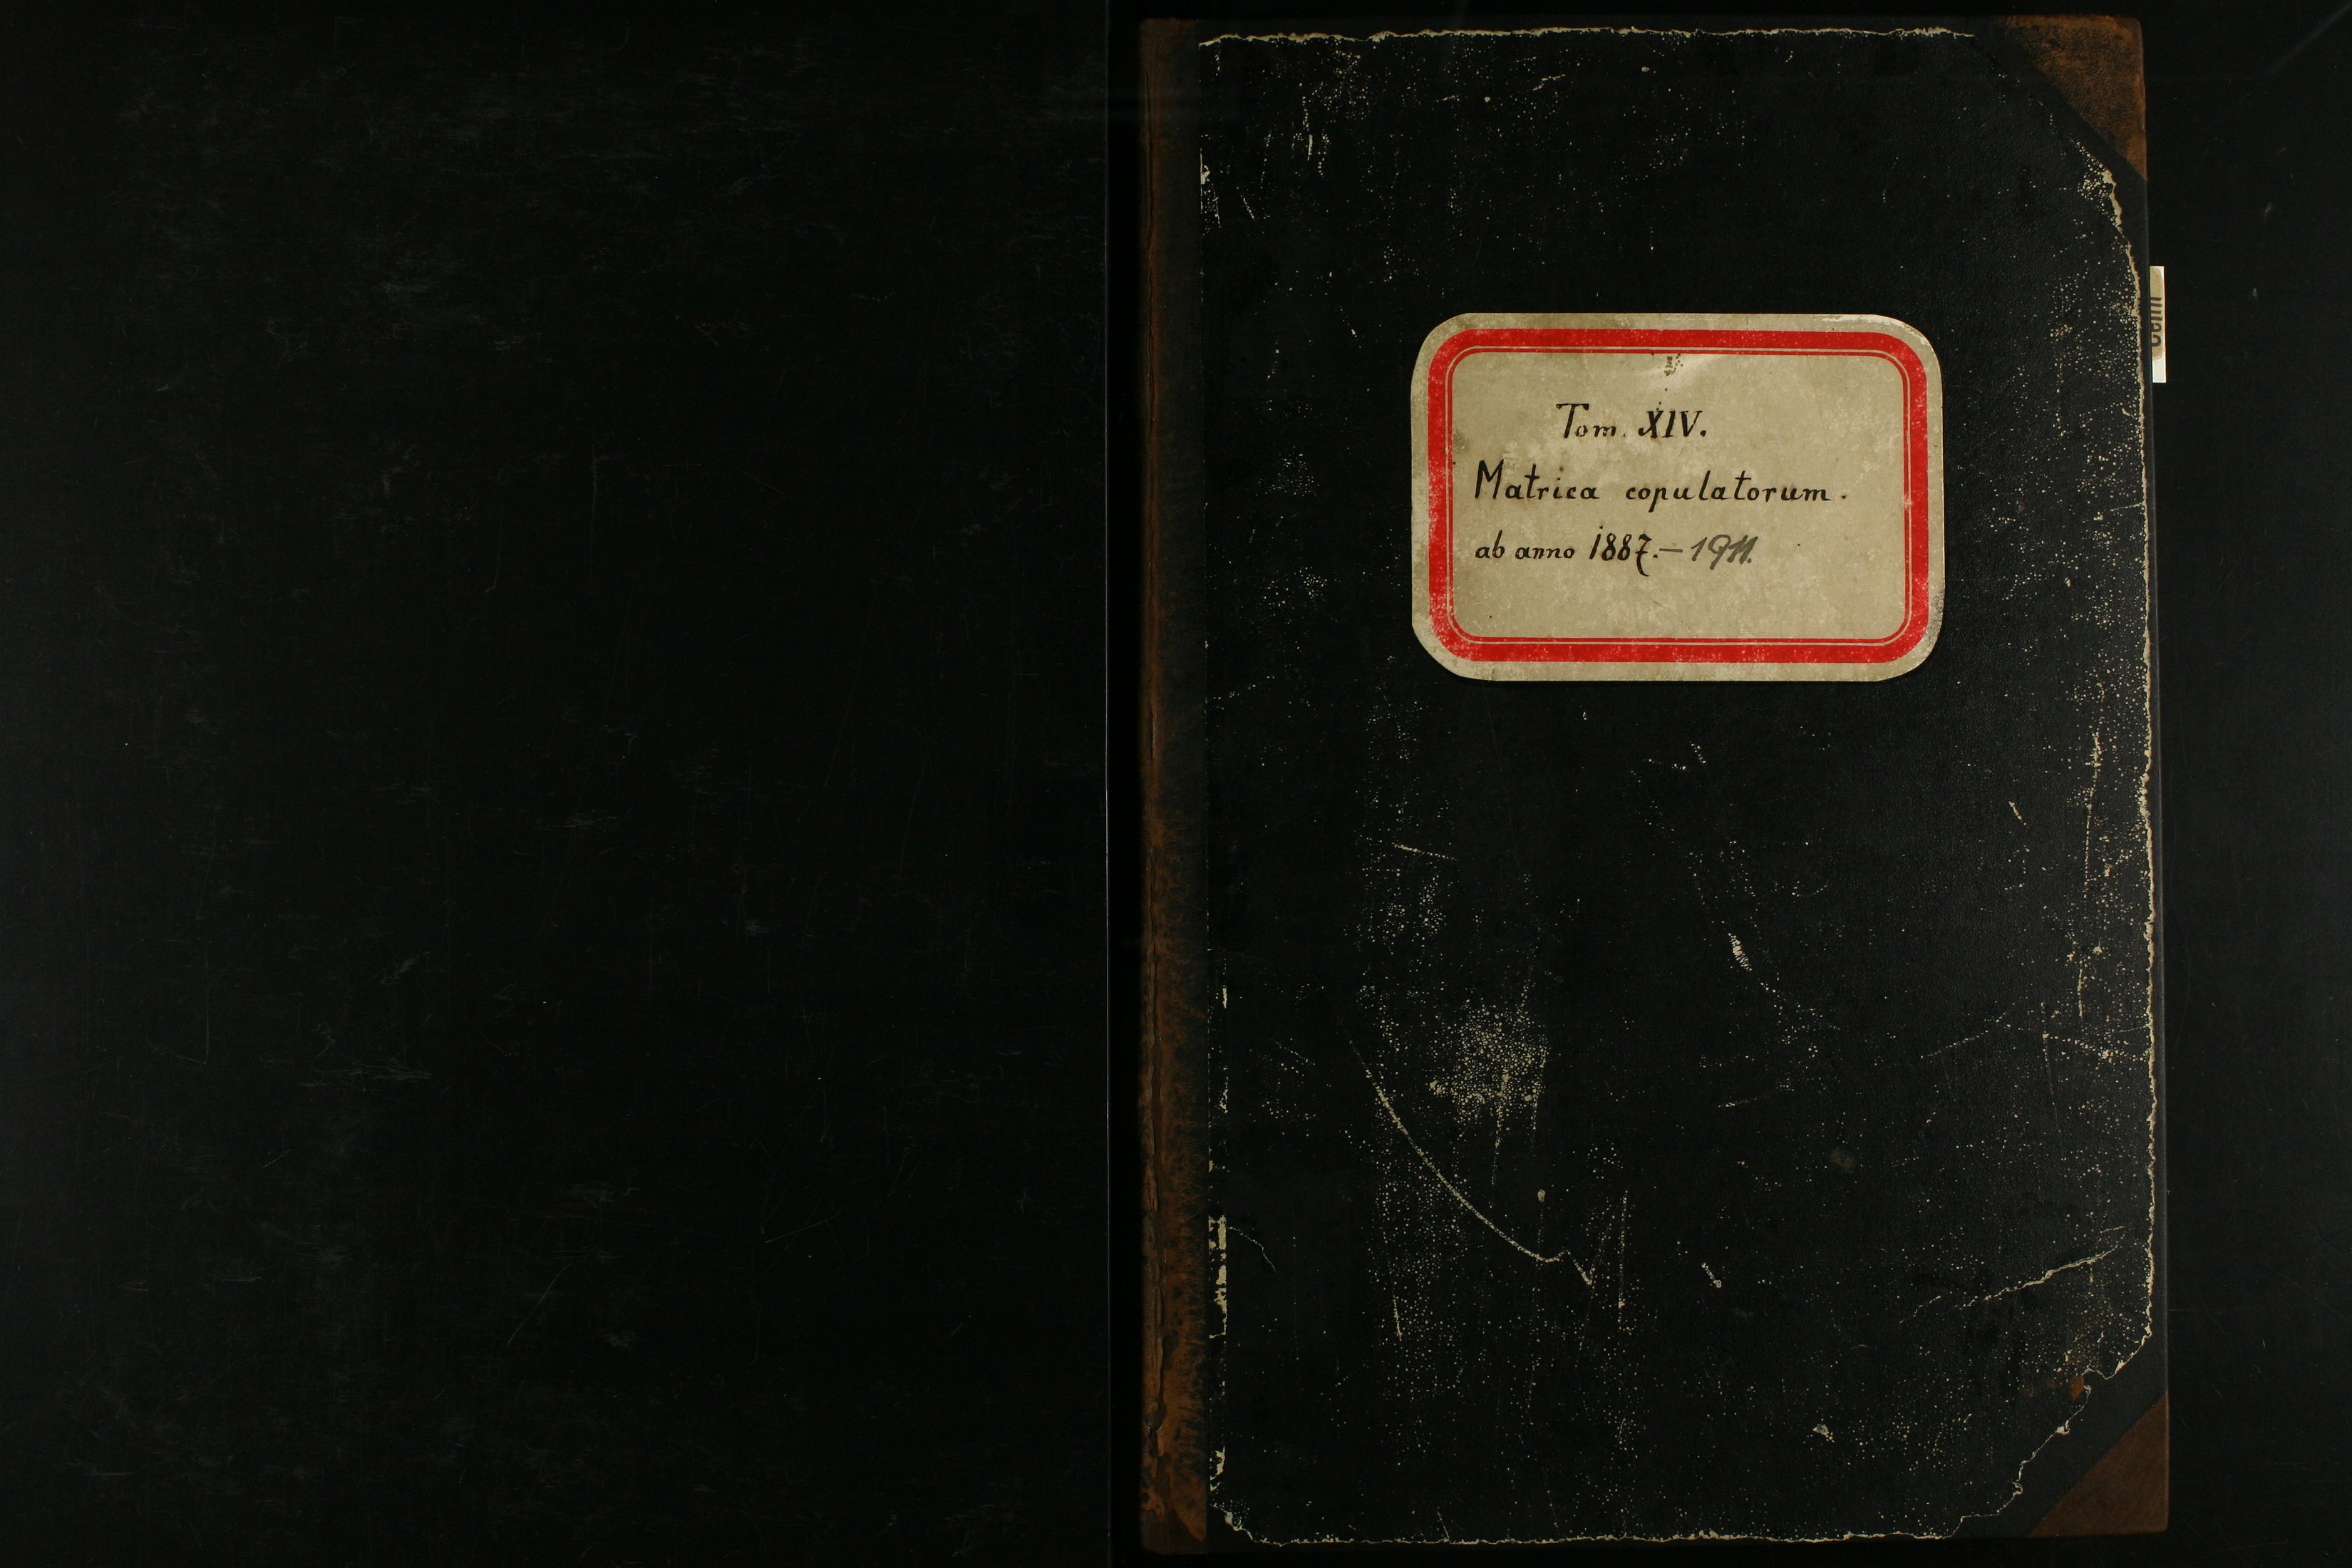 Tom. XIV.
Matrica copulatorum.
ab anno 1887.–1911.